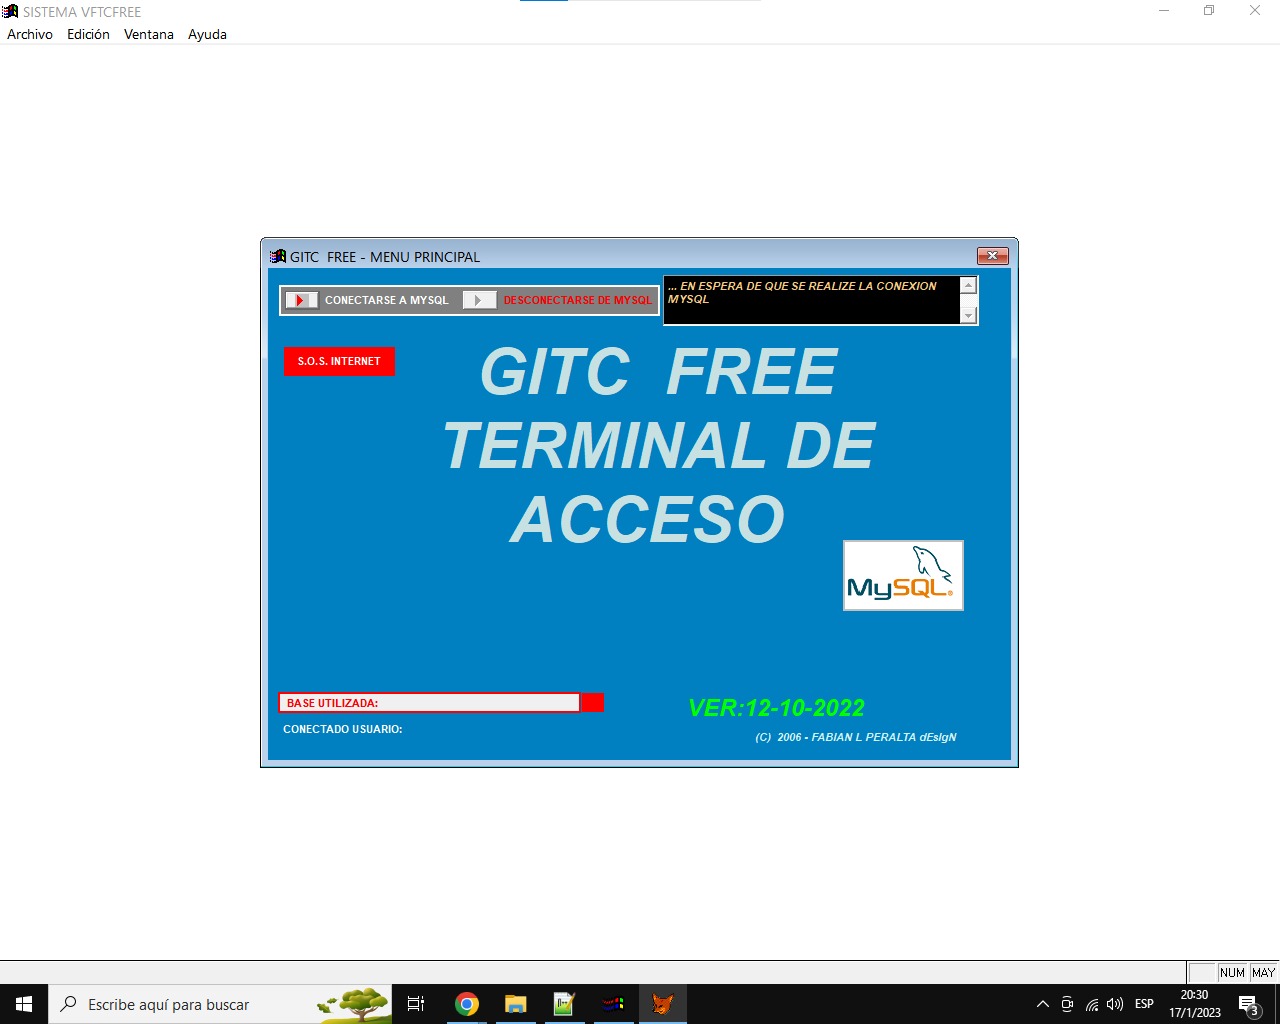 SISTEMA VFTCFREE
Archivo Edición Ventana Ayuda
GITC FREE - MENU PRINCIPAL
CONECTARSE A MYSQL DESCONECTARSE DE MYSQL
... EN ESPERA DE QUE SE REALIZE LA CONEXION
MYSQL
S.O.S. INTERNET
GITC FREE
TERMINAL DE
ACCESO
MySQL®
BASE UTILIZADA:
VER:12-10-2022
CONECTADO USUARIO:
(C) 2006 - FABIAN L PERALTA dEsIgN
NUM MAY
Escribe aquí para buscar
ESP
20:30
17/1/2023
3